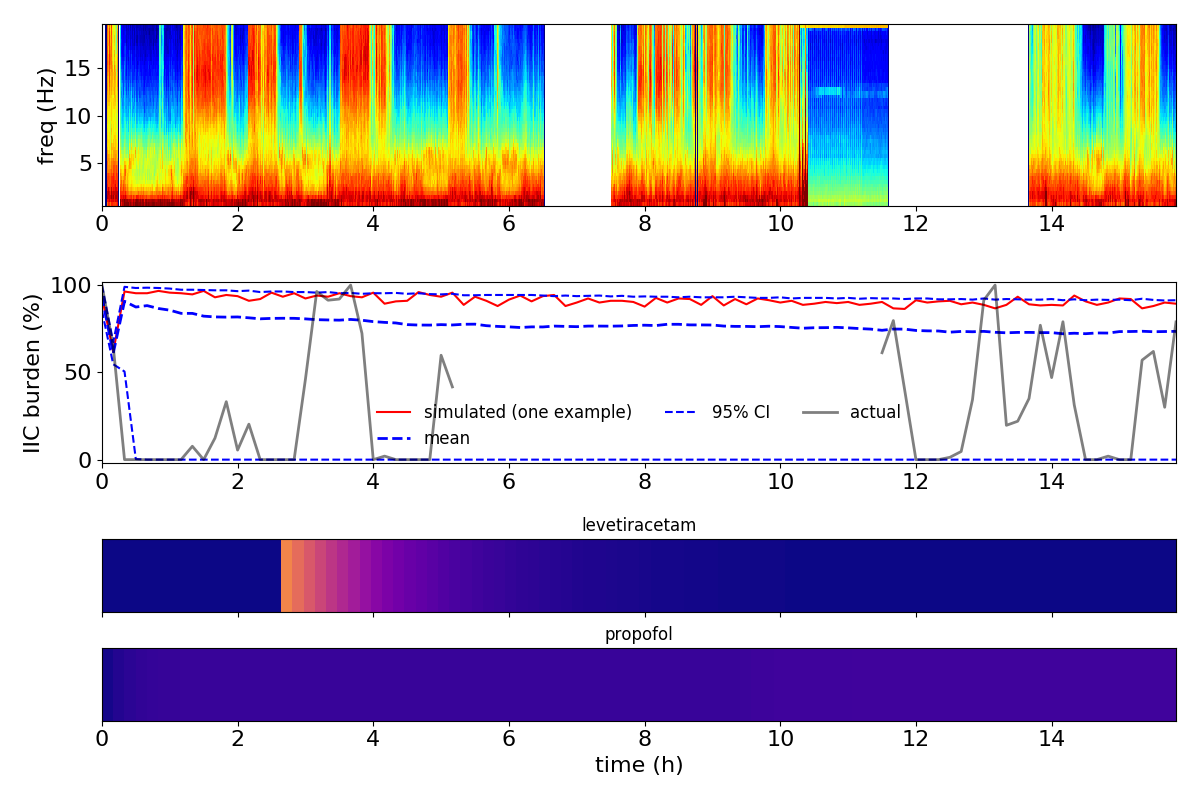 freq (Hz)
15
10
5
0 2 4 6 8 10 12 14
IIC burden (%)
100
50
0
simulated (one example) 95% CI actual
mean
0 2 4 6 8 10 12 14
levetiracetam
propofol
0 2 4 6 8 10 12 14
time (h)